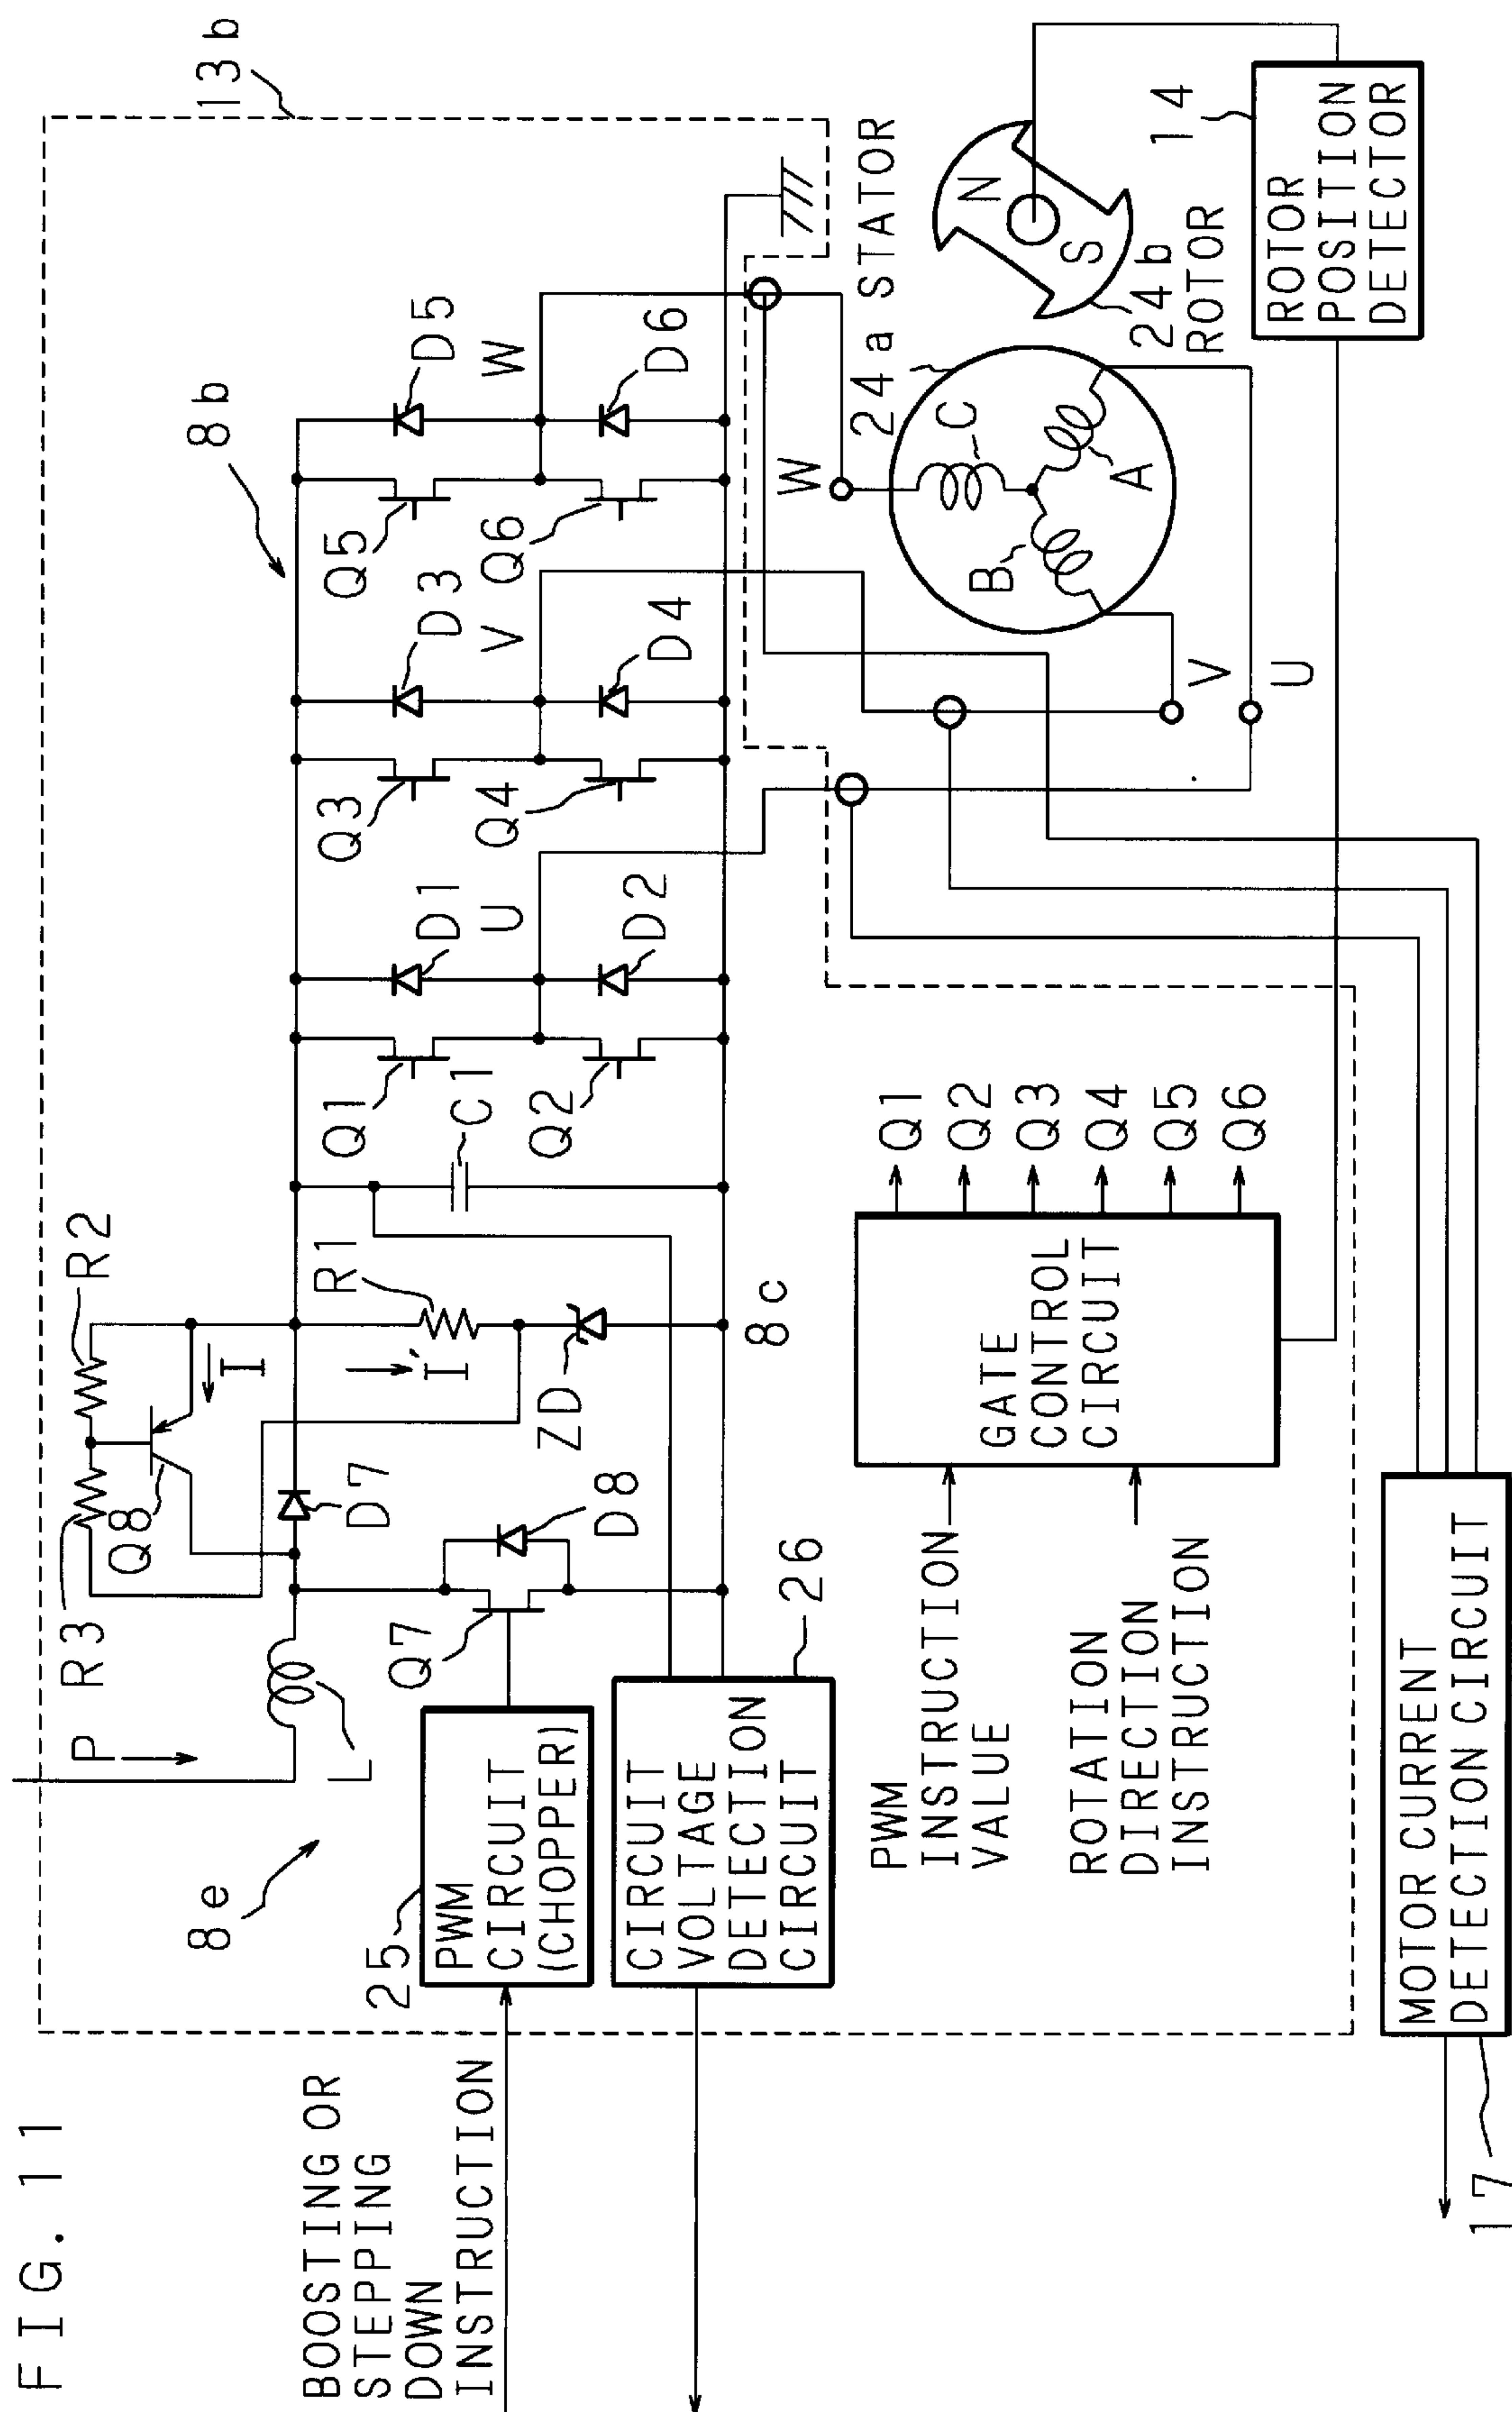 FIG. 11
BOOSTING OR
STEPPING
DOWN
INSTRUCTION
13b
8e
P
L
R3
R2
Q8
I
D7
R1
I'
ZD
8b
C1
Q1
D1
U
Q2
D2
Q3
D3
V
Q4
D4
Q5
D5
W
Q6
D6
Q7
D8
25
PWM
CIRCUIT
(CHOPPER)
26
CIRCUIT
VOLTAGE
DETECTION
CIRCUIT
8c
PWM
INSTRUCTION
VALUE
ROTATION
DIRECTION
INSTRUCTION
GATE
CONTROL
CIRCUIT
Q1
Q2
Q3
Q4
Q5
Q6
W
24a STATOR
C
B
A
V
U
N
S
24b
ROTOR
14
ROTOR
POSITION
DETECTOR
MOTOR CURRENT
DETECTION CIRCUIT
17